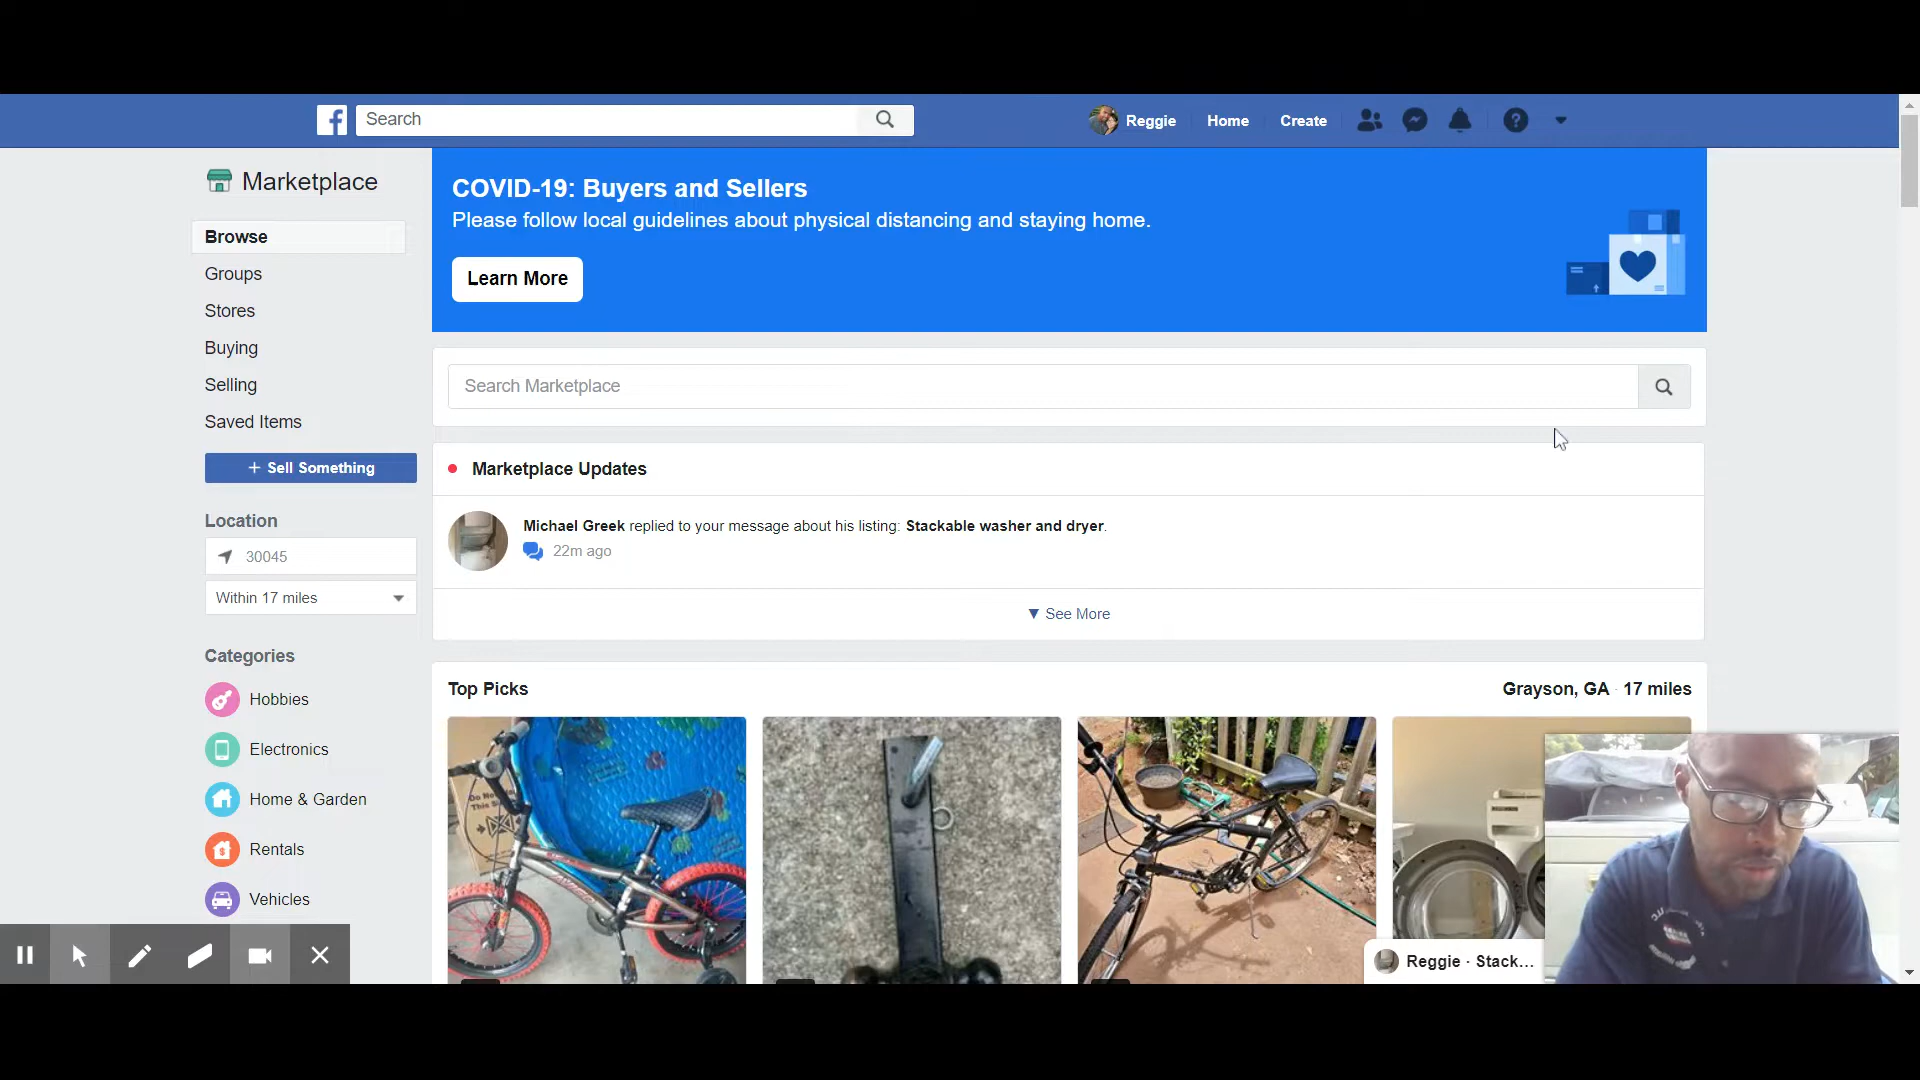 Search
Reggie
Home
Create
Marketplace
Browse
Groups
Stores
Buying
Selling
Saved Items
+ Sell Something
Location
30045
Within 17 miles
Categories
Hobbies
Electronics
Home & Garden
Rentals
Vehicles
COVID-19: Buyers and Sellers
Please follow local guidelines about physical distancing and staying home.
Learn More
Search Marketplace
Marketplace Updates
Michael Greek replied to your message about his listing: Stackable washer and dryer.
22m ago
▼ See More
Top Picks
Grayson, GA · 17 miles
Reggie · Stack...